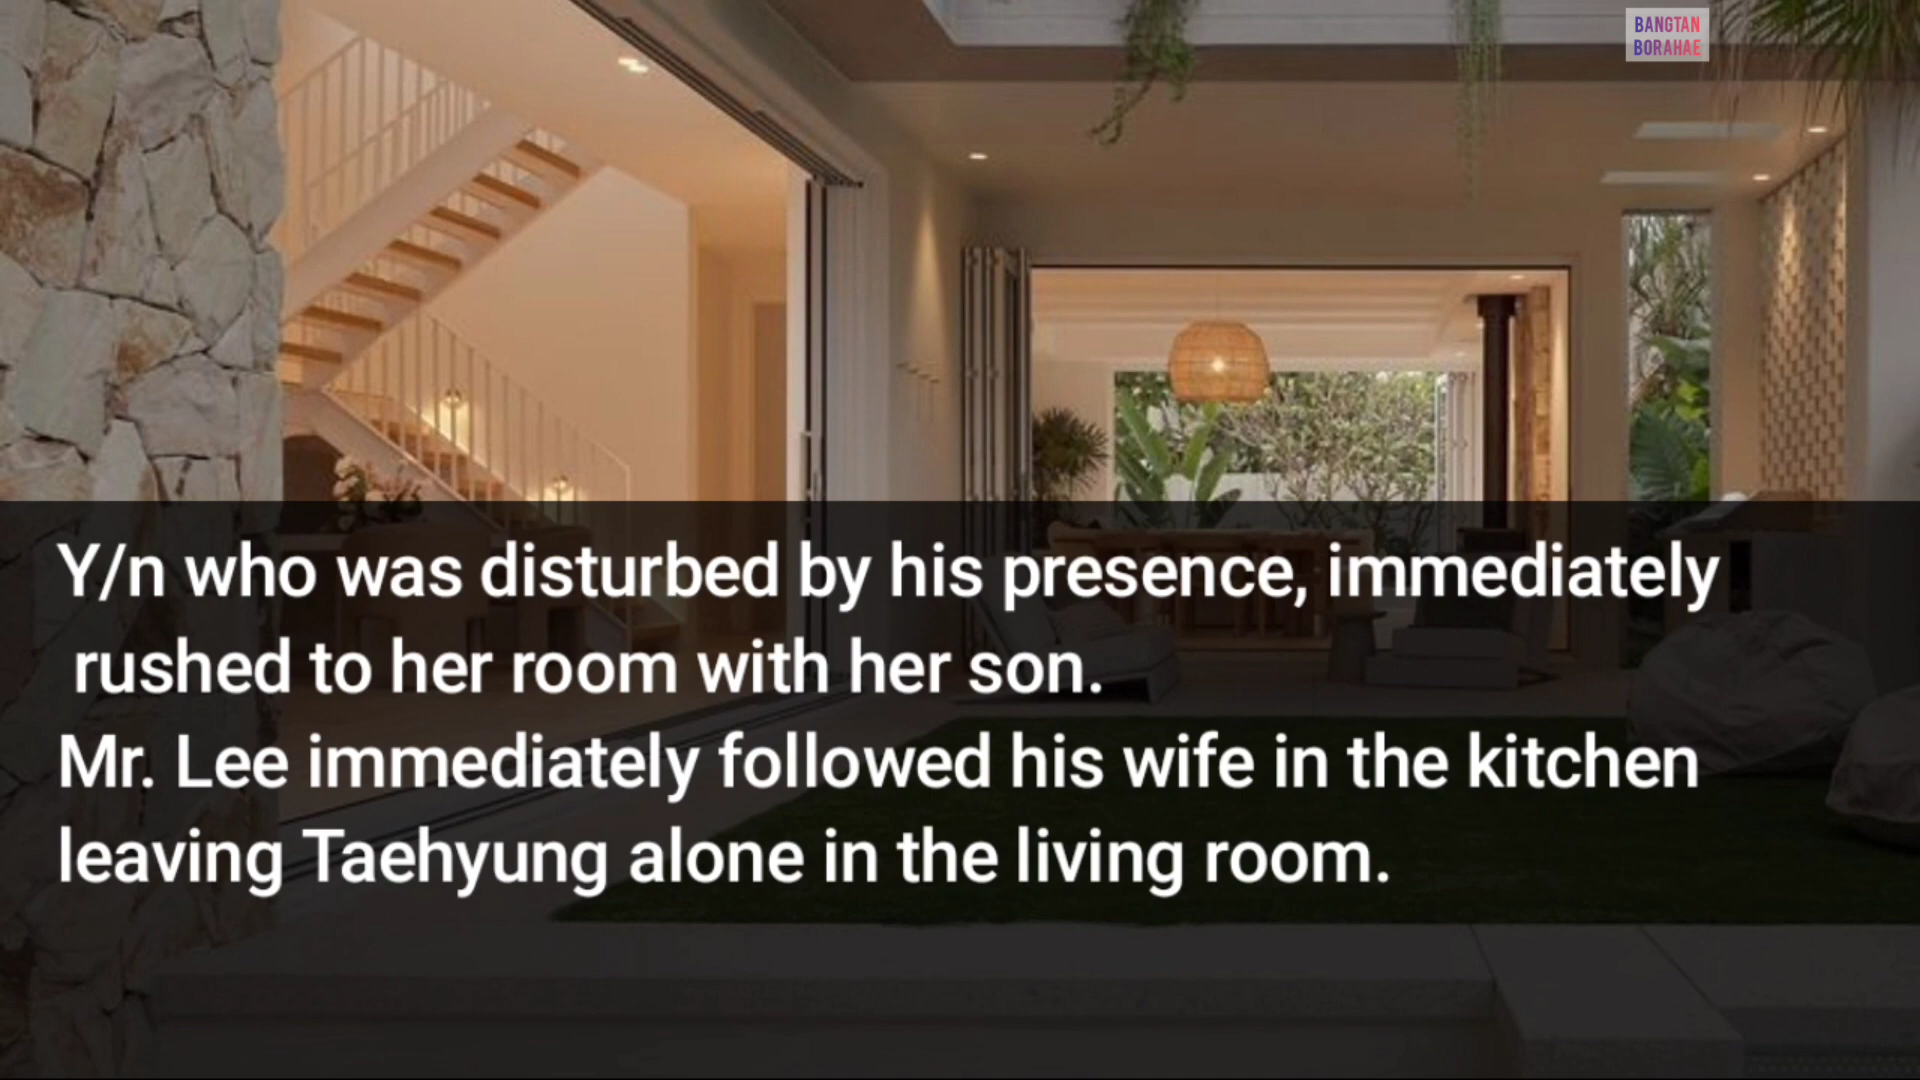 BANGTAN
BORAHAE
Y/n who was disturbed by his presence, immediately
rushed to her room with her son.
Mr. Lee immediately followed his wife in the kitchen
leaving Taehyung alone in the living room.